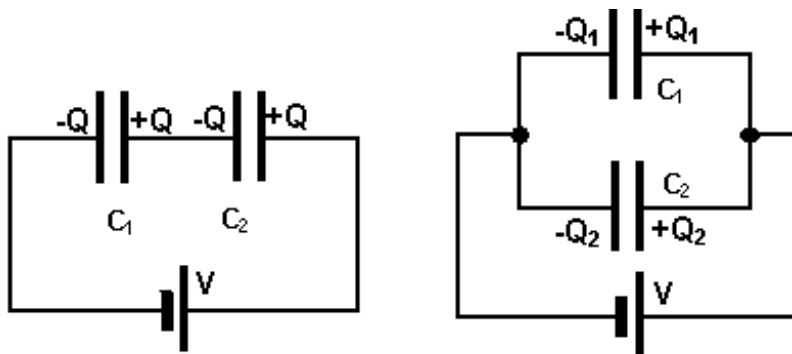 -Q +Q -Q +Q
C₁ C₂
V
-Q₁ +Q₁
C₁
C₂
-Q₂ +Q₂
V